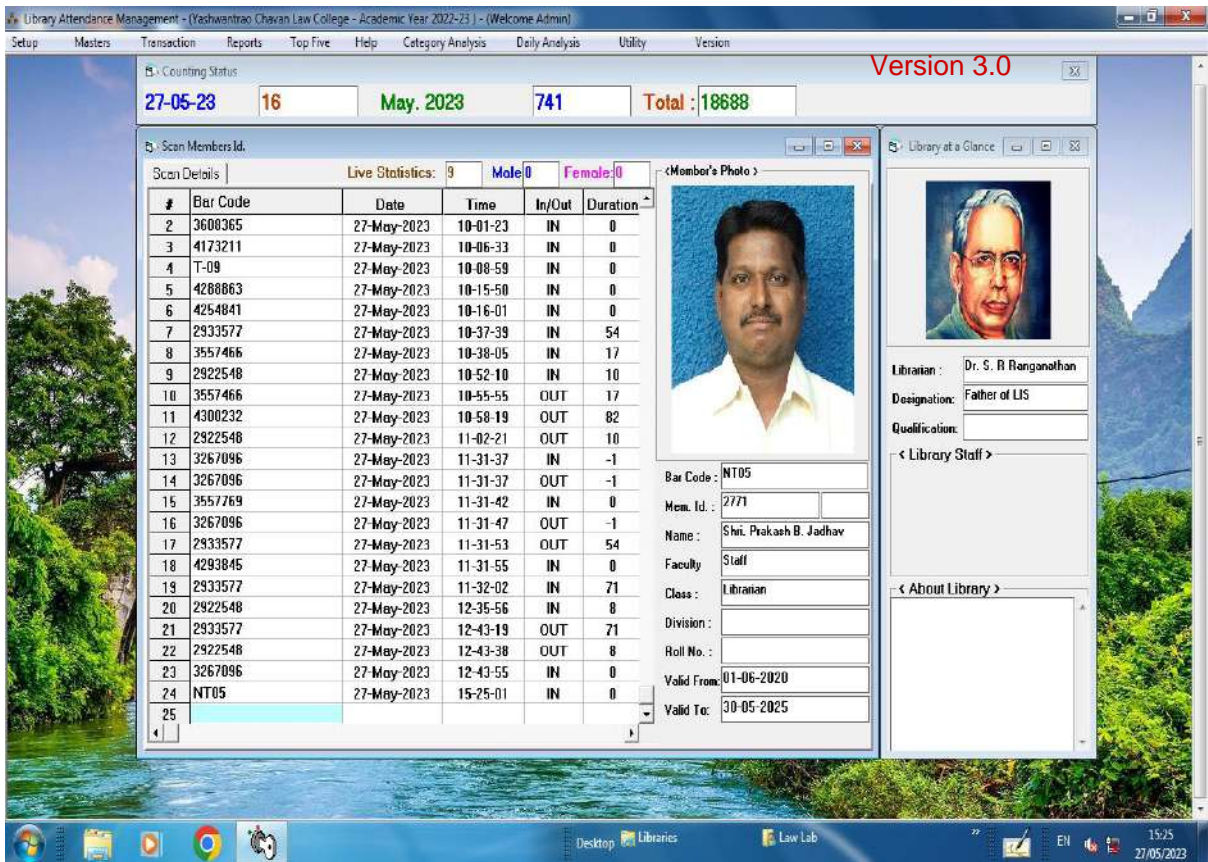 Library Attendance Management - (Yashwantrao Chavan Law College - Academic Year 2022-23 ) - (Welcome Admin)
Setup Masters Transaction Reports Top Five Help Category Analysis Daily Analysis Utility Version
Version 3.0
Counting Status
27-05-23 16 May. 2023 741 Total : 18688
Scan Members Id.
Scan Details Live Statistics: 9 Male 0 Female: 0
# Bar Code Date Time In/Out Duration
2 3608365 27-May-2023 10-01-23 IN 0
3 4173211 27-May-2023 10-06-33 IN 0
4 T-09 27-May-2023 10-08-59 IN 0
5 4288863 27-May-2023 10-15-50 IN 0
6 4254841 27-May-2023 10-16-01 IN 0
7 2933577 27-May-2023 10-37-39 IN 54
8 3557466 27-May-2023 10-38-05 IN 17
9 2922548 27-May-2023 10-52-10 IN 10
10 3557466 27-May-2023 10-55-55 OUT 17
11 4300232 27-May-2023 10-58-19 OUT 82
12 2922548 27-May-2023 11-02-21 OUT 10
13 3267096 27-May-2023 11-31-37 IN -1
14 3267096 27-May-2023 11-31-37 OUT -1
15 3557769 27-May-2023 11-31-42 IN 0
16 3267096 27-May-2023 11-31-47 OUT -1
17 2933577 27-May-2023 11-31-53 OUT 54
18 4293845 27-May-2023 11-31-55 IN 0
19 2933577 27-May-2023 11-32-02 IN 71
20 2922548 27-May-2023 12-35-56 IN 8
21 2933577 27-May-2023 12-43-19 OUT 71
22 2922548 27-May-2023 12-43-38 OUT 8
23 3267096 27-May-2023 12-43-55 IN 0
24 NT05 27-May-2023 15-25-01 IN 0
25
<Member's Photo >
Bar Code : NT05
Mem. Id. : 2771
Name : Shri. Prakash B. Jadhav
Faculty Staff
Class : Librarian
Division :
Roll No. :
Valid From: 01-06-2020
Valid To: 30-05-2025
Library at a Glance
Librarian : Dr. S. R Ranganathan
Designation: Father of LIS
Qualification:
< Library Staff >
< About Library >
Desktop Libraries Law Lab EN 15:25
27/05/2023